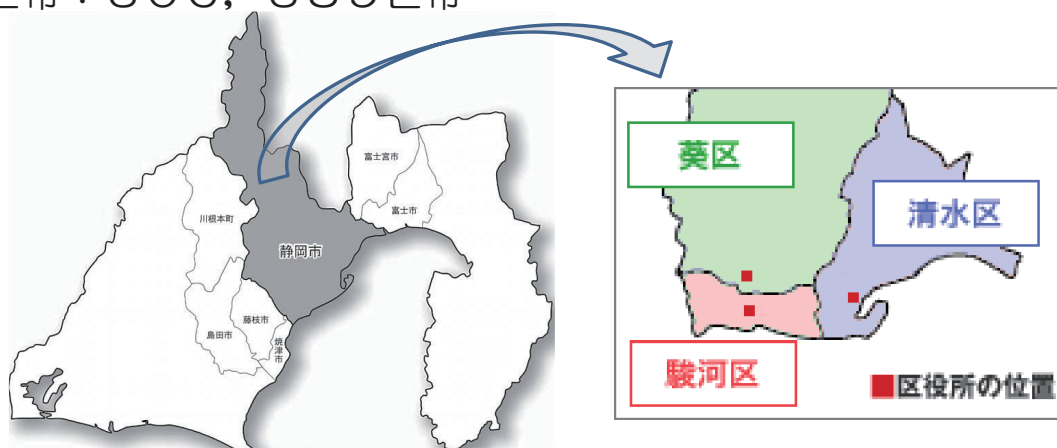 富士宮市
富士市
川根本町
静岡市
藤枝市
島田市
焼津市
葵区
清水区
駿河区
■区役所の位置